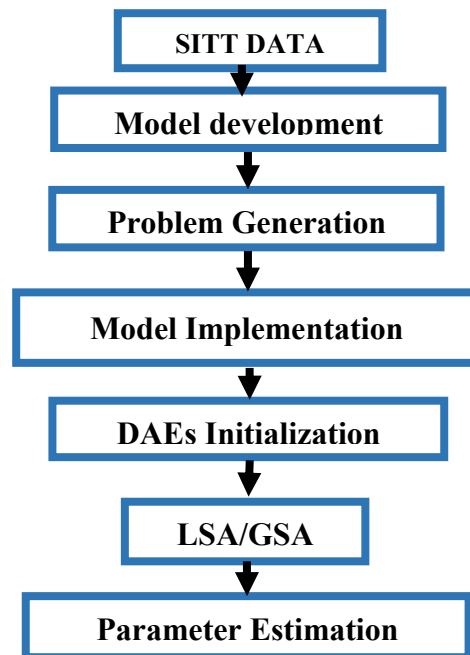 SITT DATA
Model development
Problem Generation
Model Implementation
DAEs Initialization
LSA/GSA
Parameter Estimation